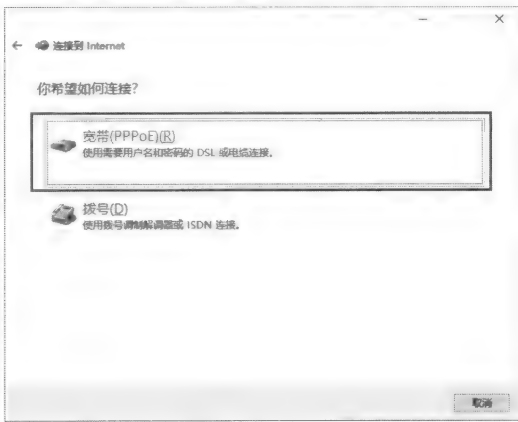 连接到 Internet
你希望如何连接?
宽带(PPPoE)(R)
使用需要用户名和密码的 DSL 或电缆连接。
拨号(D)
使用拨号调制解调器或 ISDN 连接。
取消